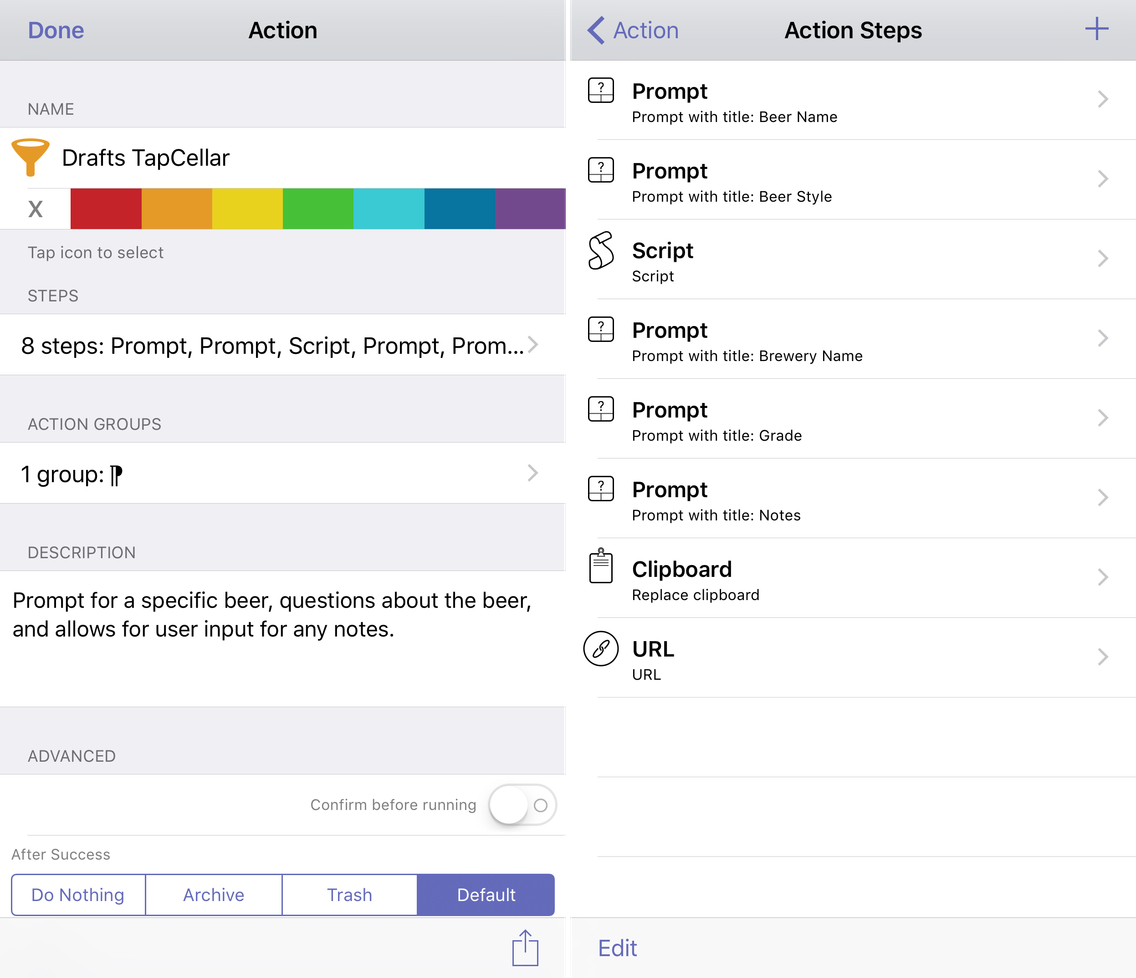 Done
Action
NAME
Drafts TapCellar
X
Tap icon to select
STEPS
8 steps: Prompt, Prompt, Script, Prompt, Prom...
ACTION GROUPS
1 group: ⁋
DESCRIPTION
Prompt for a specific beer, questions about the beer,
and allows for user input for any notes.
ADVANCED
Confirm before running
After Success
Do Nothing
Archive
Trash
Default
Action
Action Steps
+
Prompt
Prompt with title: Beer Name
Prompt
Prompt with title: Beer Style
Script
Script
Prompt
Prompt with title: Brewery Name
Prompt
Prompt with title: Grade
Prompt
Prompt with title: Notes
Clipboard
Replace clipboard
URL
URL
Edit